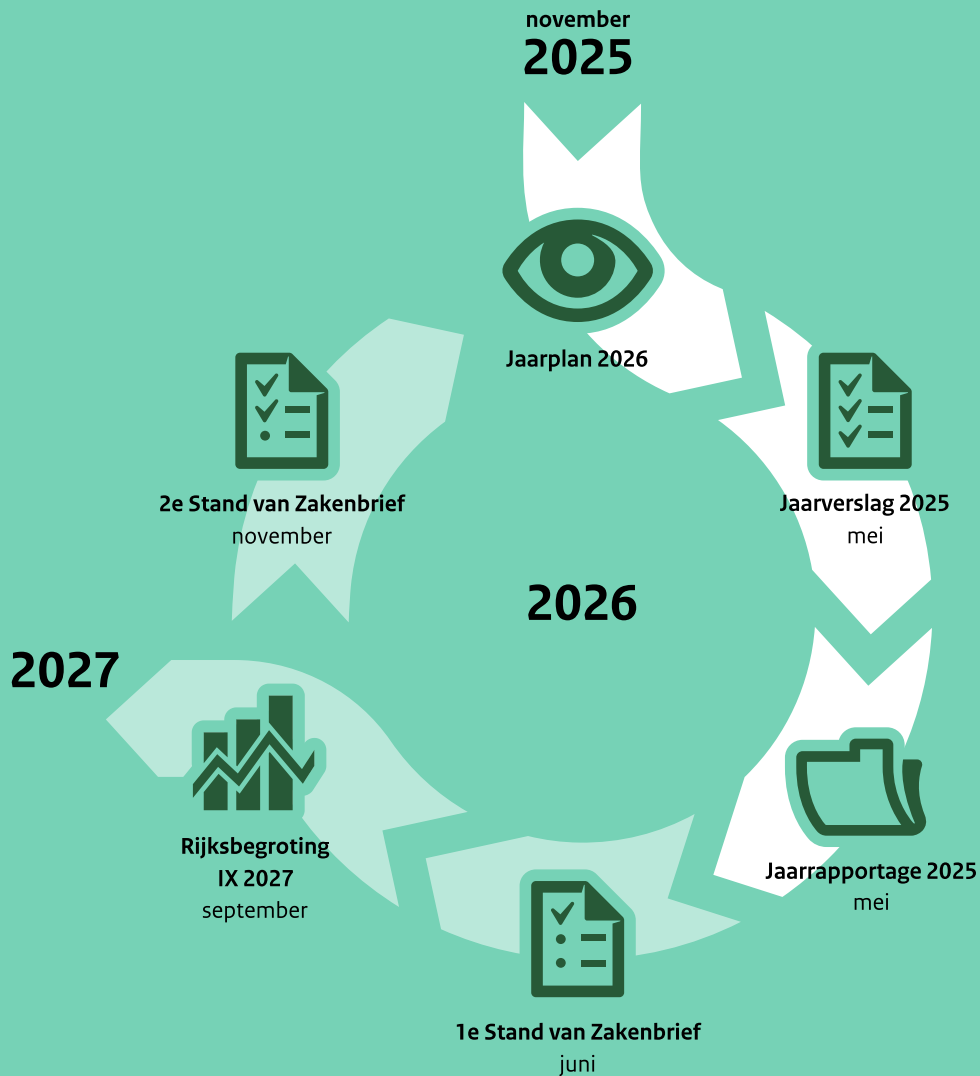 november
2025
Jaarplan 2026
Jaarverslag 2025
mei
Jaarrapportage 2025
mei
1e Stand van Zakenbrief
juni
Rijksbegroting
IX 2027
september
2027
2e Stand van Zakenbrief
november
2026